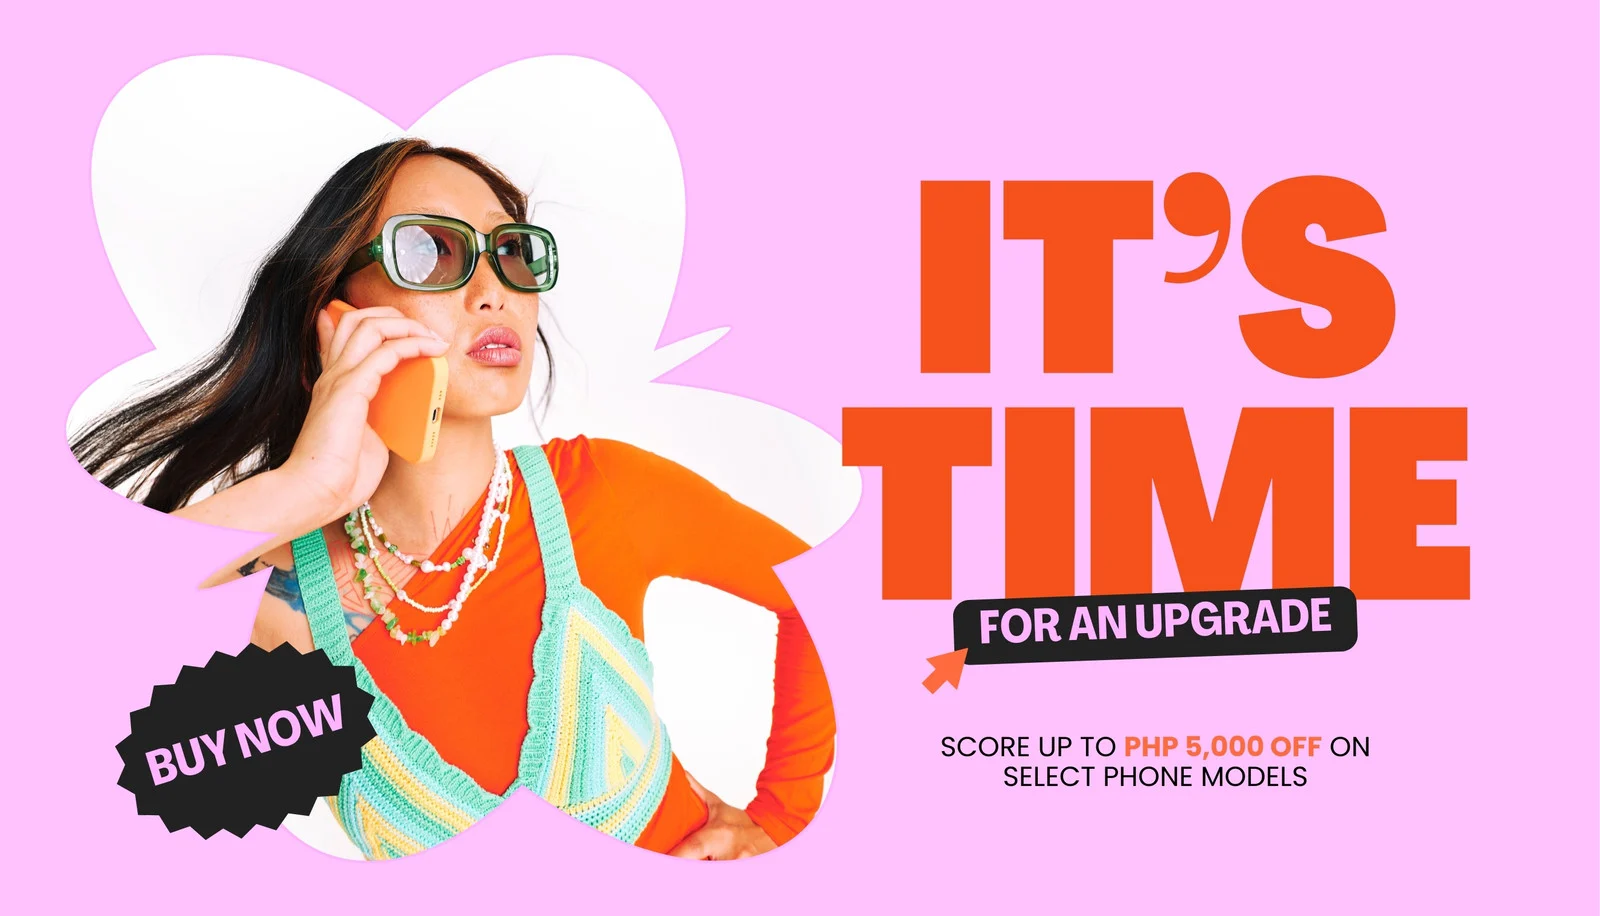 IT’S
TIME
FOR AN UPGRADE
SCORE UP TO PHP 5,000 OFF ON
SELECT PHONE MODELS
BUY NOW